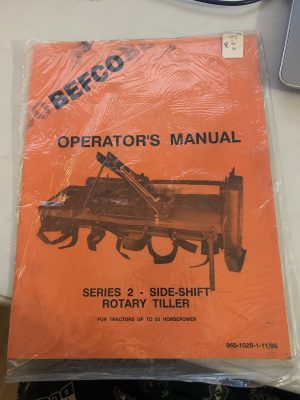 BEFCO BE
OPERATOR'S MANUAL
SERIES 2 - SIDE-SHIFT
ROTARY TILLER
FOR TRACTORS UP TO 50 HORSEPOWER
960-102B-1-11/95